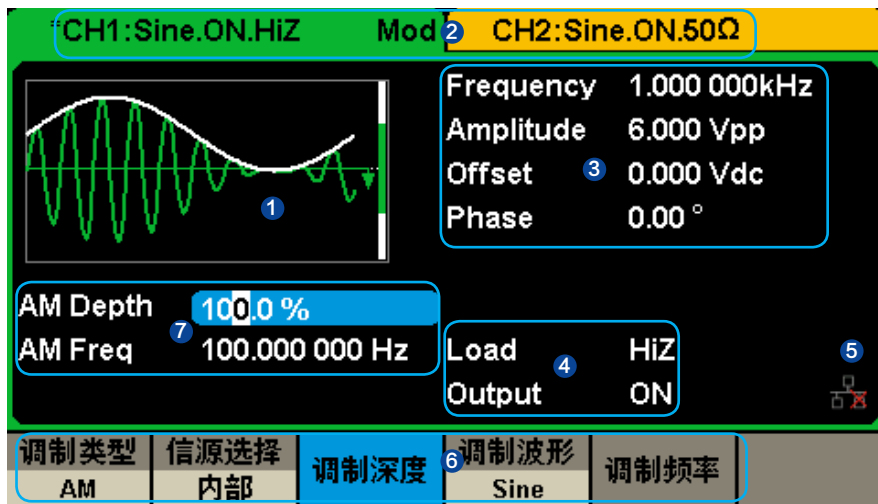 CH1:Sine.ON.HiZ Mod 2 CH2:Sine.ON.50Ω
Frequency 1.000 000kHz
Amplitude 6.000 Vpp
Offset 3 0.000 Vdc
Phase 0.00 °
1
AM Depth 100.0 %
7
AM Freq 100.000 000 Hz
Load HiZ
4
5
Output ON
调制类型 信源选择 调制深度 6 调制波形 调制频率
AM 内部 Sine